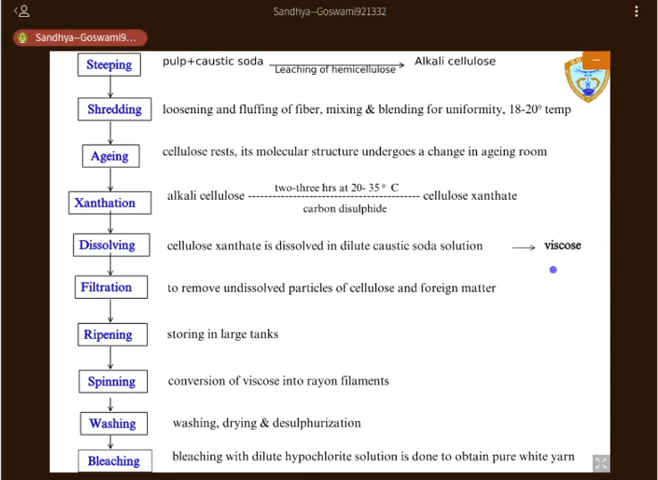 Sandhya--Goswami921332
Sandhya--Goswami9...
Steeping pulp+caustic soda Leaching of hemicellulose Alkali cellulose
Shredding loosening and fluffing of fiber, mixing & blending for uniformity, 18-20⁰ temp
Ageing cellulose rests, its molecular structure undergoes a change in ageing room
Xanthation alkali cellulose two-three hrs at 20- 35 ⁰ C carbon disulphide cellulose xanthate
Dissolving cellulose xanthate is dissolved in dilute caustic soda solution → viscose
Filtration to remove undissolved particles of cellulose and foreign matter
Ripening storing in large tanks
Spinning conversion of viscose into rayon filaments
Washing washing, drying & desulphurization
Bleaching bleaching with dilute hypochlorite solution is done to obtain pure white yarn